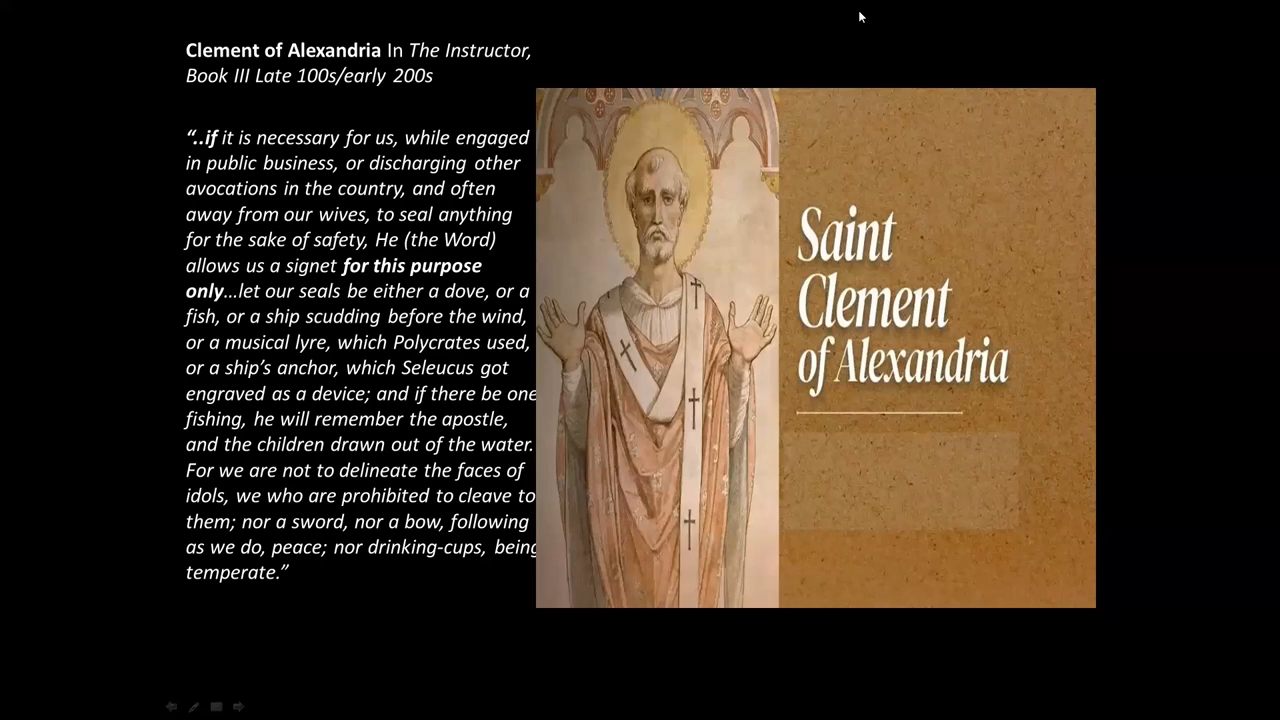 Clement of Alexandria In The Instructor,
Book III Late 100s/early 200s
“..if it is necessary for us, while engaged
in public business, or discharging other
avocations in the country, and often
away from our wives, to seal anything
for the sake of safety, He (the Word)
allows us a signet for this purpose
only…let our seals be either a dove, or a
fish, or a ship scudding before the wind,
or a musical lyre, which Polycrates used,
or a ship’s anchor, which Seleucus got
engraved as a device; and if there be one
fishing, he will remember the apostle,
and the children drawn out of the water.
For we are not to delineate the faces of
idols, we who are prohibited to cleave to
them; nor a sword, nor a bow, following
as we do, peace; nor drinking-cups, being
temperate.”
Saint
Clement
of Alexandria